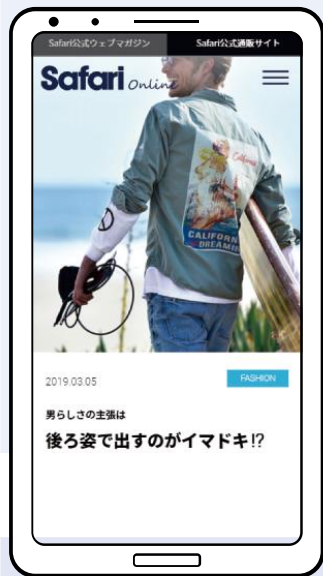 Safari公式ウェブマガジン
Safari公式通販サイト
Safari Online
California
CALIFORNIA
DREAMIN'
2019.03.05
FASHION
男らしさの主張は
後ろ姿で出すのがイマドキ!?